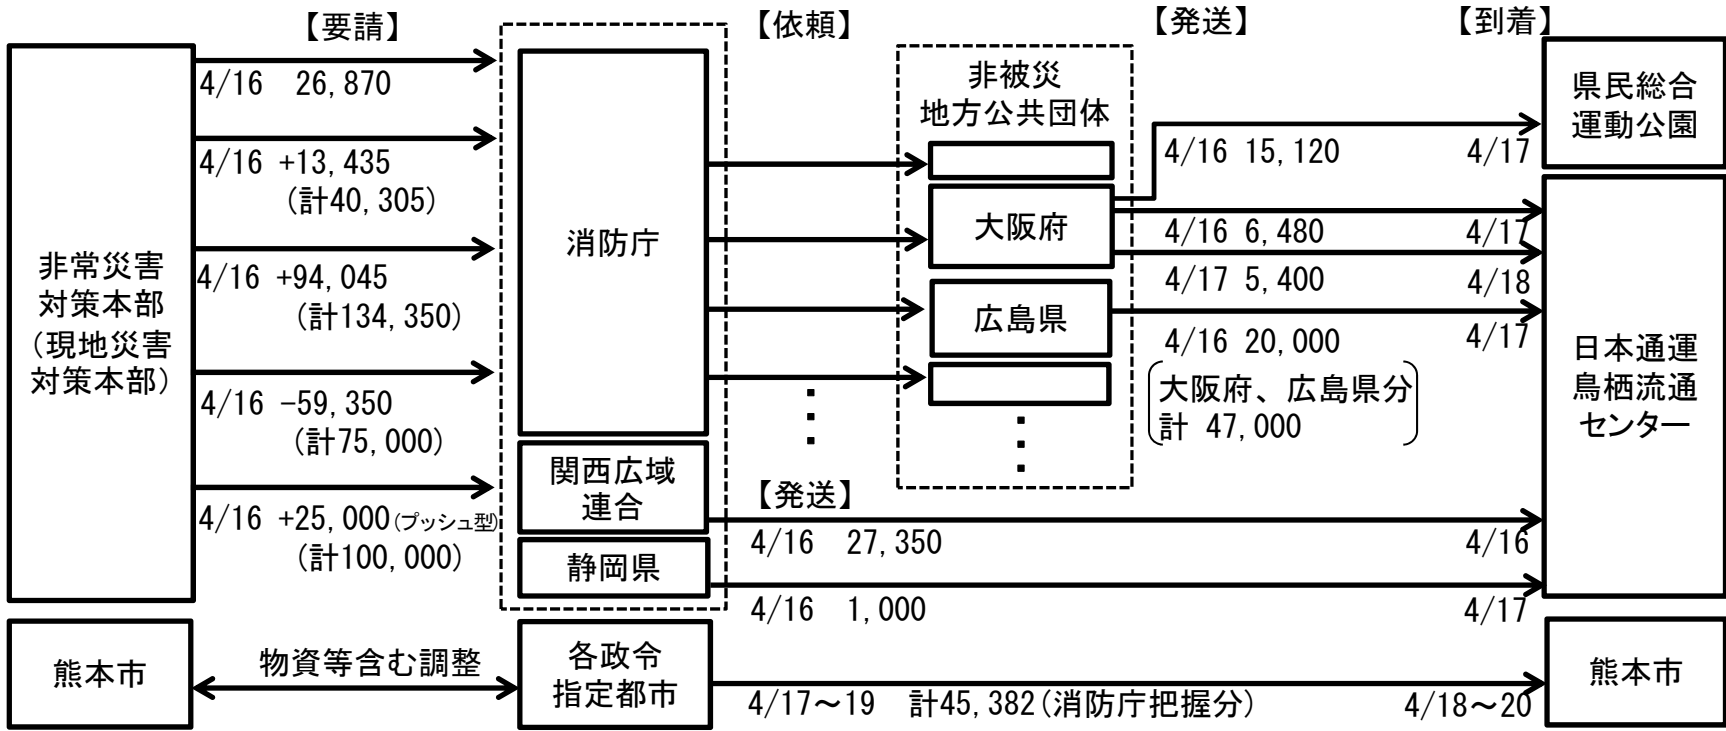 【要請】
【依頼】
【発送】
【到着】
非常災害
対策本部
（現地災害
対策本部）
4/16 26,870
4/16 +13,435
(計40,305)
4/16 +94,045
(計134,350)
4/16 −59,350
(計75,000)
4/16 +25,000(プッシュ型)
(計100,000)
消防庁
関西広域
連合
静岡県
非被災
地方公共団体
大阪府
広島県
4/16 15,120
4/17
4/16 6,480
4/17
4/17 5,400
4/18
4/16 20,000
4/17
大阪府、広島県分
計 47,000
【発送】
4/16 27,350
4/16
4/16 1,000
4/17
県民総合
運動公園
日本通運
鳥栖流通
センター
熊本市
物資等含む調整
各政令
指定都市
4/17～19 計45,382(消防庁把握分)
4/18～20
熊本市